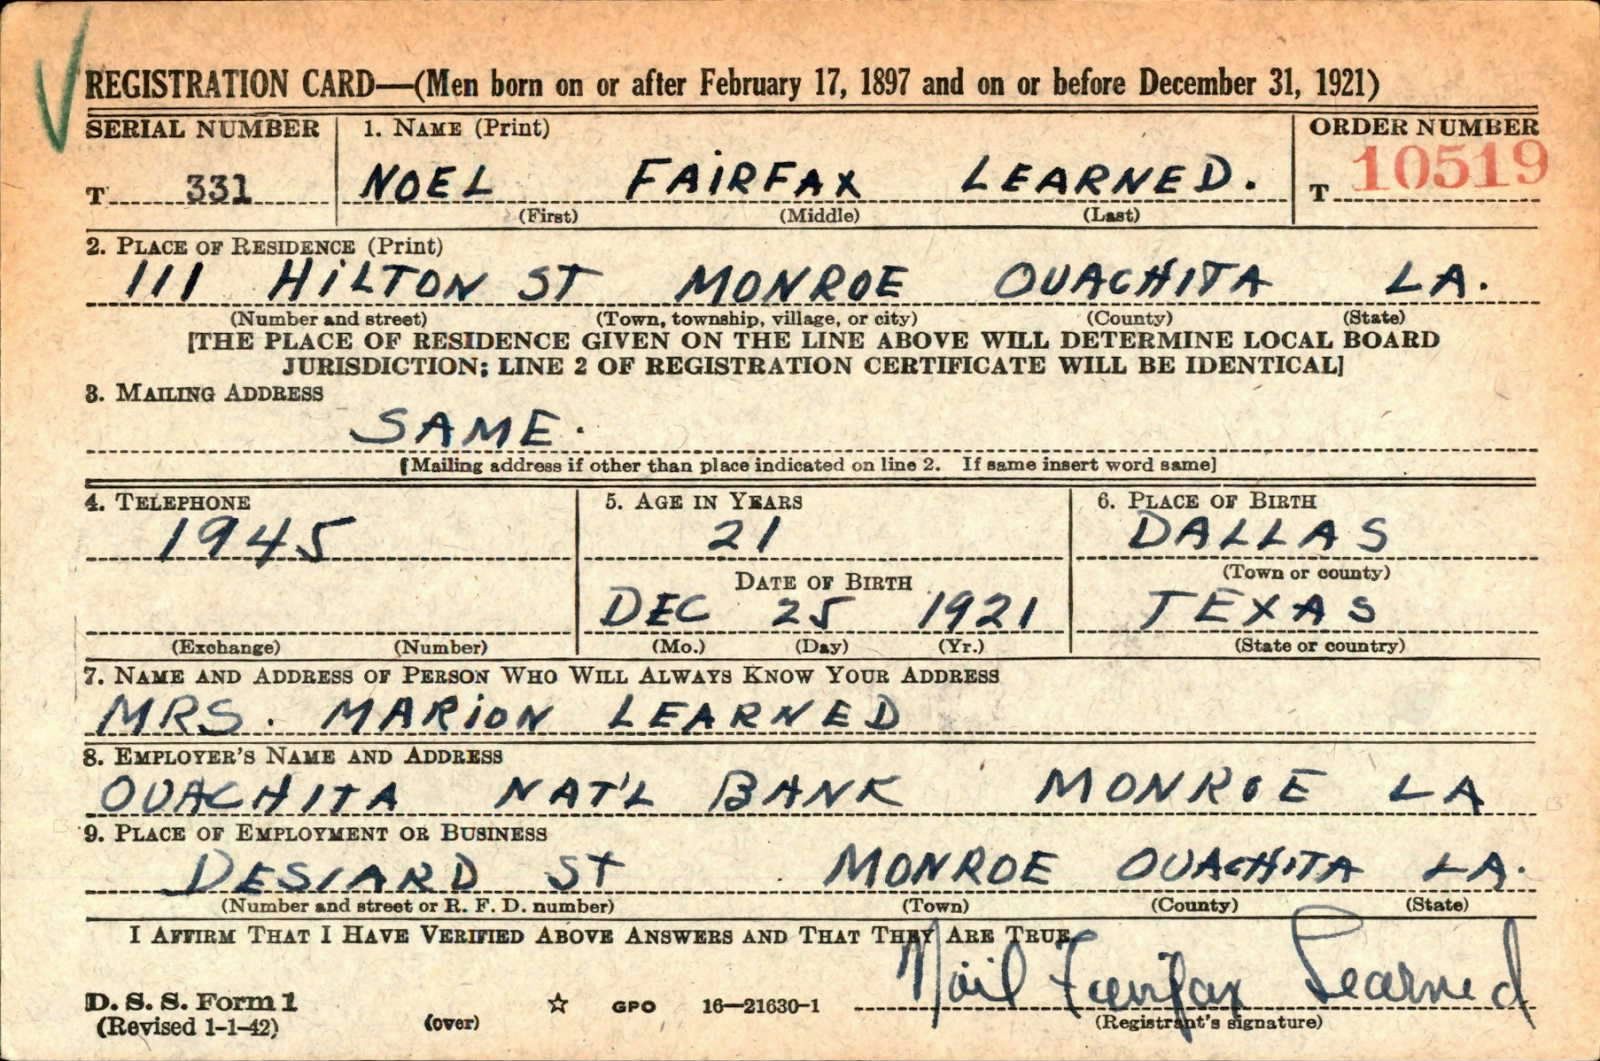 REGISTRATION CARD—(Men born on or after February 17, 1897 and on or before December 31, 1921)
SERIAL NUMBER 1. NAME (Print) ORDER NUMBER
T 331 NOEL FAIRFAX LEARNED. T 10519
(First) (Middle) (Last)
2. PLACE OF RESIDENCE (Print)
111 HILTON ST MONROE OUACHITA LA.
(Number and street) (Town, township, village, or city) (County) (State)
[THE PLACE OF RESIDENCE GIVEN ON THE LINE ABOVE WILL DETERMINE LOCAL BOARD
JURISDICTION; LINE 2 OF REGISTRATION CERTIFICATE WILL BE IDENTICAL]
3. MAILING ADDRESS
SAME.
[Mailing address if other than place indicated on line 2. If same insert word same]
4. TELEPHONE 5. AGE IN YEARS 6. PLACE OF BIRTH
1945 21 DALLAS
(Town or county)
DATE OF BIRTH
DEC 25 1921 TEXAS
(Exchange) (Number) (Mo.) (Day) (Yr.) (State or country)
7. NAME AND ADDRESS OF PERSON WHO WILL ALWAYS KNOW YOUR ADDRESS
MRS. MARION LEARNED
8. EMPLOYER'S NAME AND ADDRESS
OUACHITA NAT'L BANK MONROE LA
9. PLACE OF EMPLOYMENT OR BUSINESS
DESIARD ST MONROE OUACHITA LA.
(Number and street or R. F. D. number) (Town) (County) (State)
I AFFIRM THAT I HAVE VERIFIED ABOVE ANSWERS AND THAT THEY ARE TRUE
Noël Fairfax Learned
D. S. S. Form 1
(Revised 1-1-42) (over) ☆ GPO 16—21630-1 (Registrant's signature)